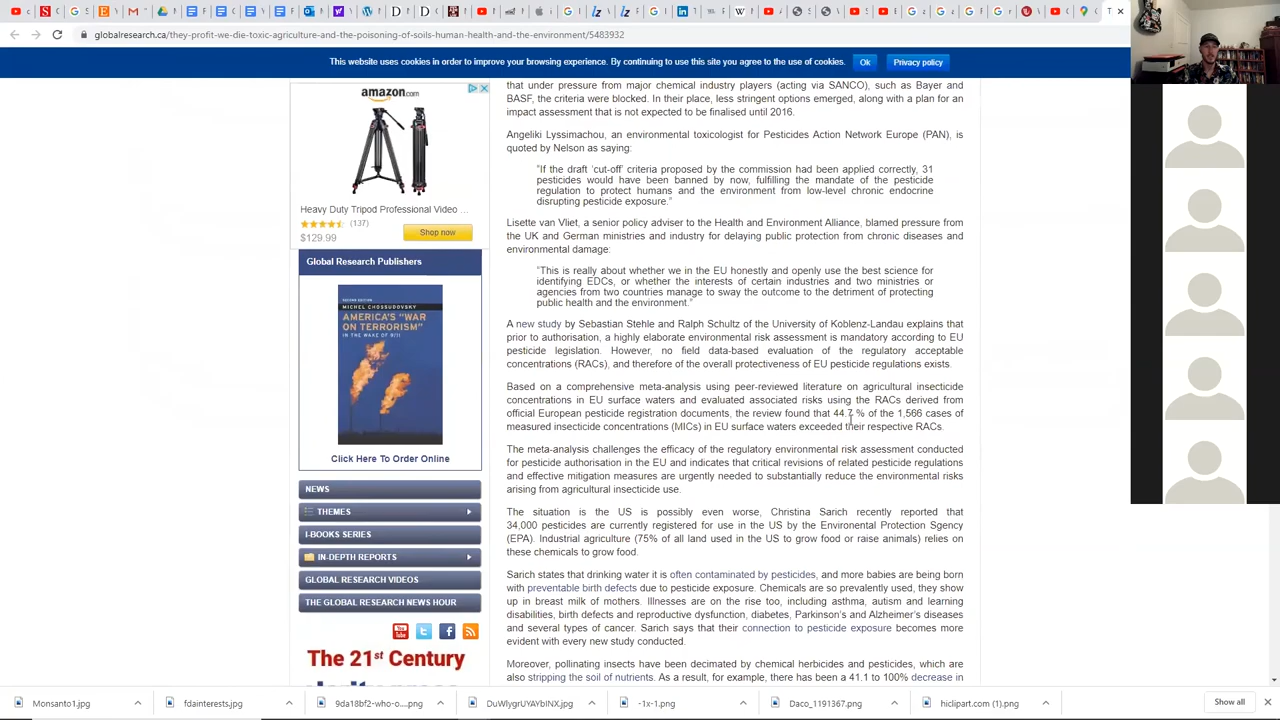 globalresearch.ca/they-profit-we-die-toxic-agriculture-and-the-poisoning-of-soils-human-health-and-the-environment/5483932
This website uses cookies in order to improve your browsing experience. By continuing to use this site you agree to the use of cookies.
Ok
Privacy policy
amazon.com
Heavy Duty Tripod Professional Video ...
(137)
$129.99
Shop now
Global Research Publishers
MICHEL CHOSSUDOVSKY
AMERICA'S "WAR
ON TERRORISM"
IN THE WAKE OF 9/11
Click Here To Order Online
NEWS
THEMES
I-BOOKS SERIES
IN-DEPTH REPORTS
GLOBAL RESEARCH VIDEOS
THE GLOBAL RESEARCH NEWS HOUR
You
Tube
The 21st Century
that under pressure from major chemical industry players (acting via SANCO), such as Bayer and
BASF, the criteria were blocked. In their place, less stringent options emerged, along with a plan for an
impact assessment that is not expected to be finalised until 2016.
Angeliki Lyssimachou, an environmental toxicologist for Pesticides Action Network Europe (PAN), is
quoted by Nelson as saying:
"If the draft 'cut-off' criteria proposed by the commission had been applied correctly, 31
pesticides would have been banned by now, fulfilling the mandate of the pesticide
regulation to protect humans and the environment from low-level chronic endocrine
disrupting pesticide exposure."
Lisette van Vliet, a senior policy adviser to the Health and Environment Alliance, blamed pressure from
the UK and German ministries and industry for delaying public protection from chronic diseases and
environmental damage:
"This is really about whether we in the EU honestly and openly use the best science for
identifying EDCs, or whether the interests of certain industries and two ministries or
agencies from two countries manage to sway the outcome to the detriment of protecting
public health and the environment."
A new study by Sebastian Stehle and Ralph Schultz of the University of Koblenz-Landau explains that
prior to authorisation, a highly elaborate environmental risk assessment is mandatory according to EU
pesticide legislation. However, no field data-based evaluation of the regulatory acceptable
concentrations (RACs), and therefore of the overall protectiveness of EU pesticide regulations exists.
Based on a comprehensive meta-analysis using peer-reviewed literature on agricultural insecticide
concentrations in EU surface waters and evaluated associated risks using the RACs derived from
official European pesticide registration documents, the review found that 44.7 % of the 1,566 cases of
measured insecticide concentrations (MICs) in EU surface waters exceeded their respective RACs.
The meta-analysis challenges the efficacy of the regulatory environmental risk assessment conducted
for pesticide authorisation in the EU and indicates that critical revisions of related pesticide regulations
and effective mitigation measures are urgently needed to substantially reduce the environmental risks
arising from agricultural insecticide use.
The situation is the US is possibly even worse, Christina Sarich recently reported that
34,000 pesticides are currently registered for use in the US by the Environental Protection Sgency
(EPA). Industrial agriculture (75% of all land used in the US to grow food or raise animals) relies on
these chemicals to grow food.
Sarich states that drinking water it is often contaminated by pesticides, and more babies are being born
with preventable birth defects due to pesticide exposure. Chemicals are so prevalently used, they show
up in breast milk of mothers. Illnesses are on the rise too, including asthma, autism and learning
disabilities, birth defects and reproductive dysfunction, diabetes, Parkinson's and Alzheimer's diseases
and several types of cancer. Sarich says that their connection to pesticide exposure becomes more
evident with every new study conducted.
Moreover, pollinating insects have been decimated by chemical herbicides and pesticides, which are
also stripping the soil of nutrients. As a result, for example, there has been a 41.1 to 100% decrease in
Monsanto1.jpg
fdainterests.jpg
9da18bf2-who-o....png
DuWlygrUYAYbINX.jpg
-1x-1.png
Daco_1191367.png
hiclipart.com (1).png
Show all